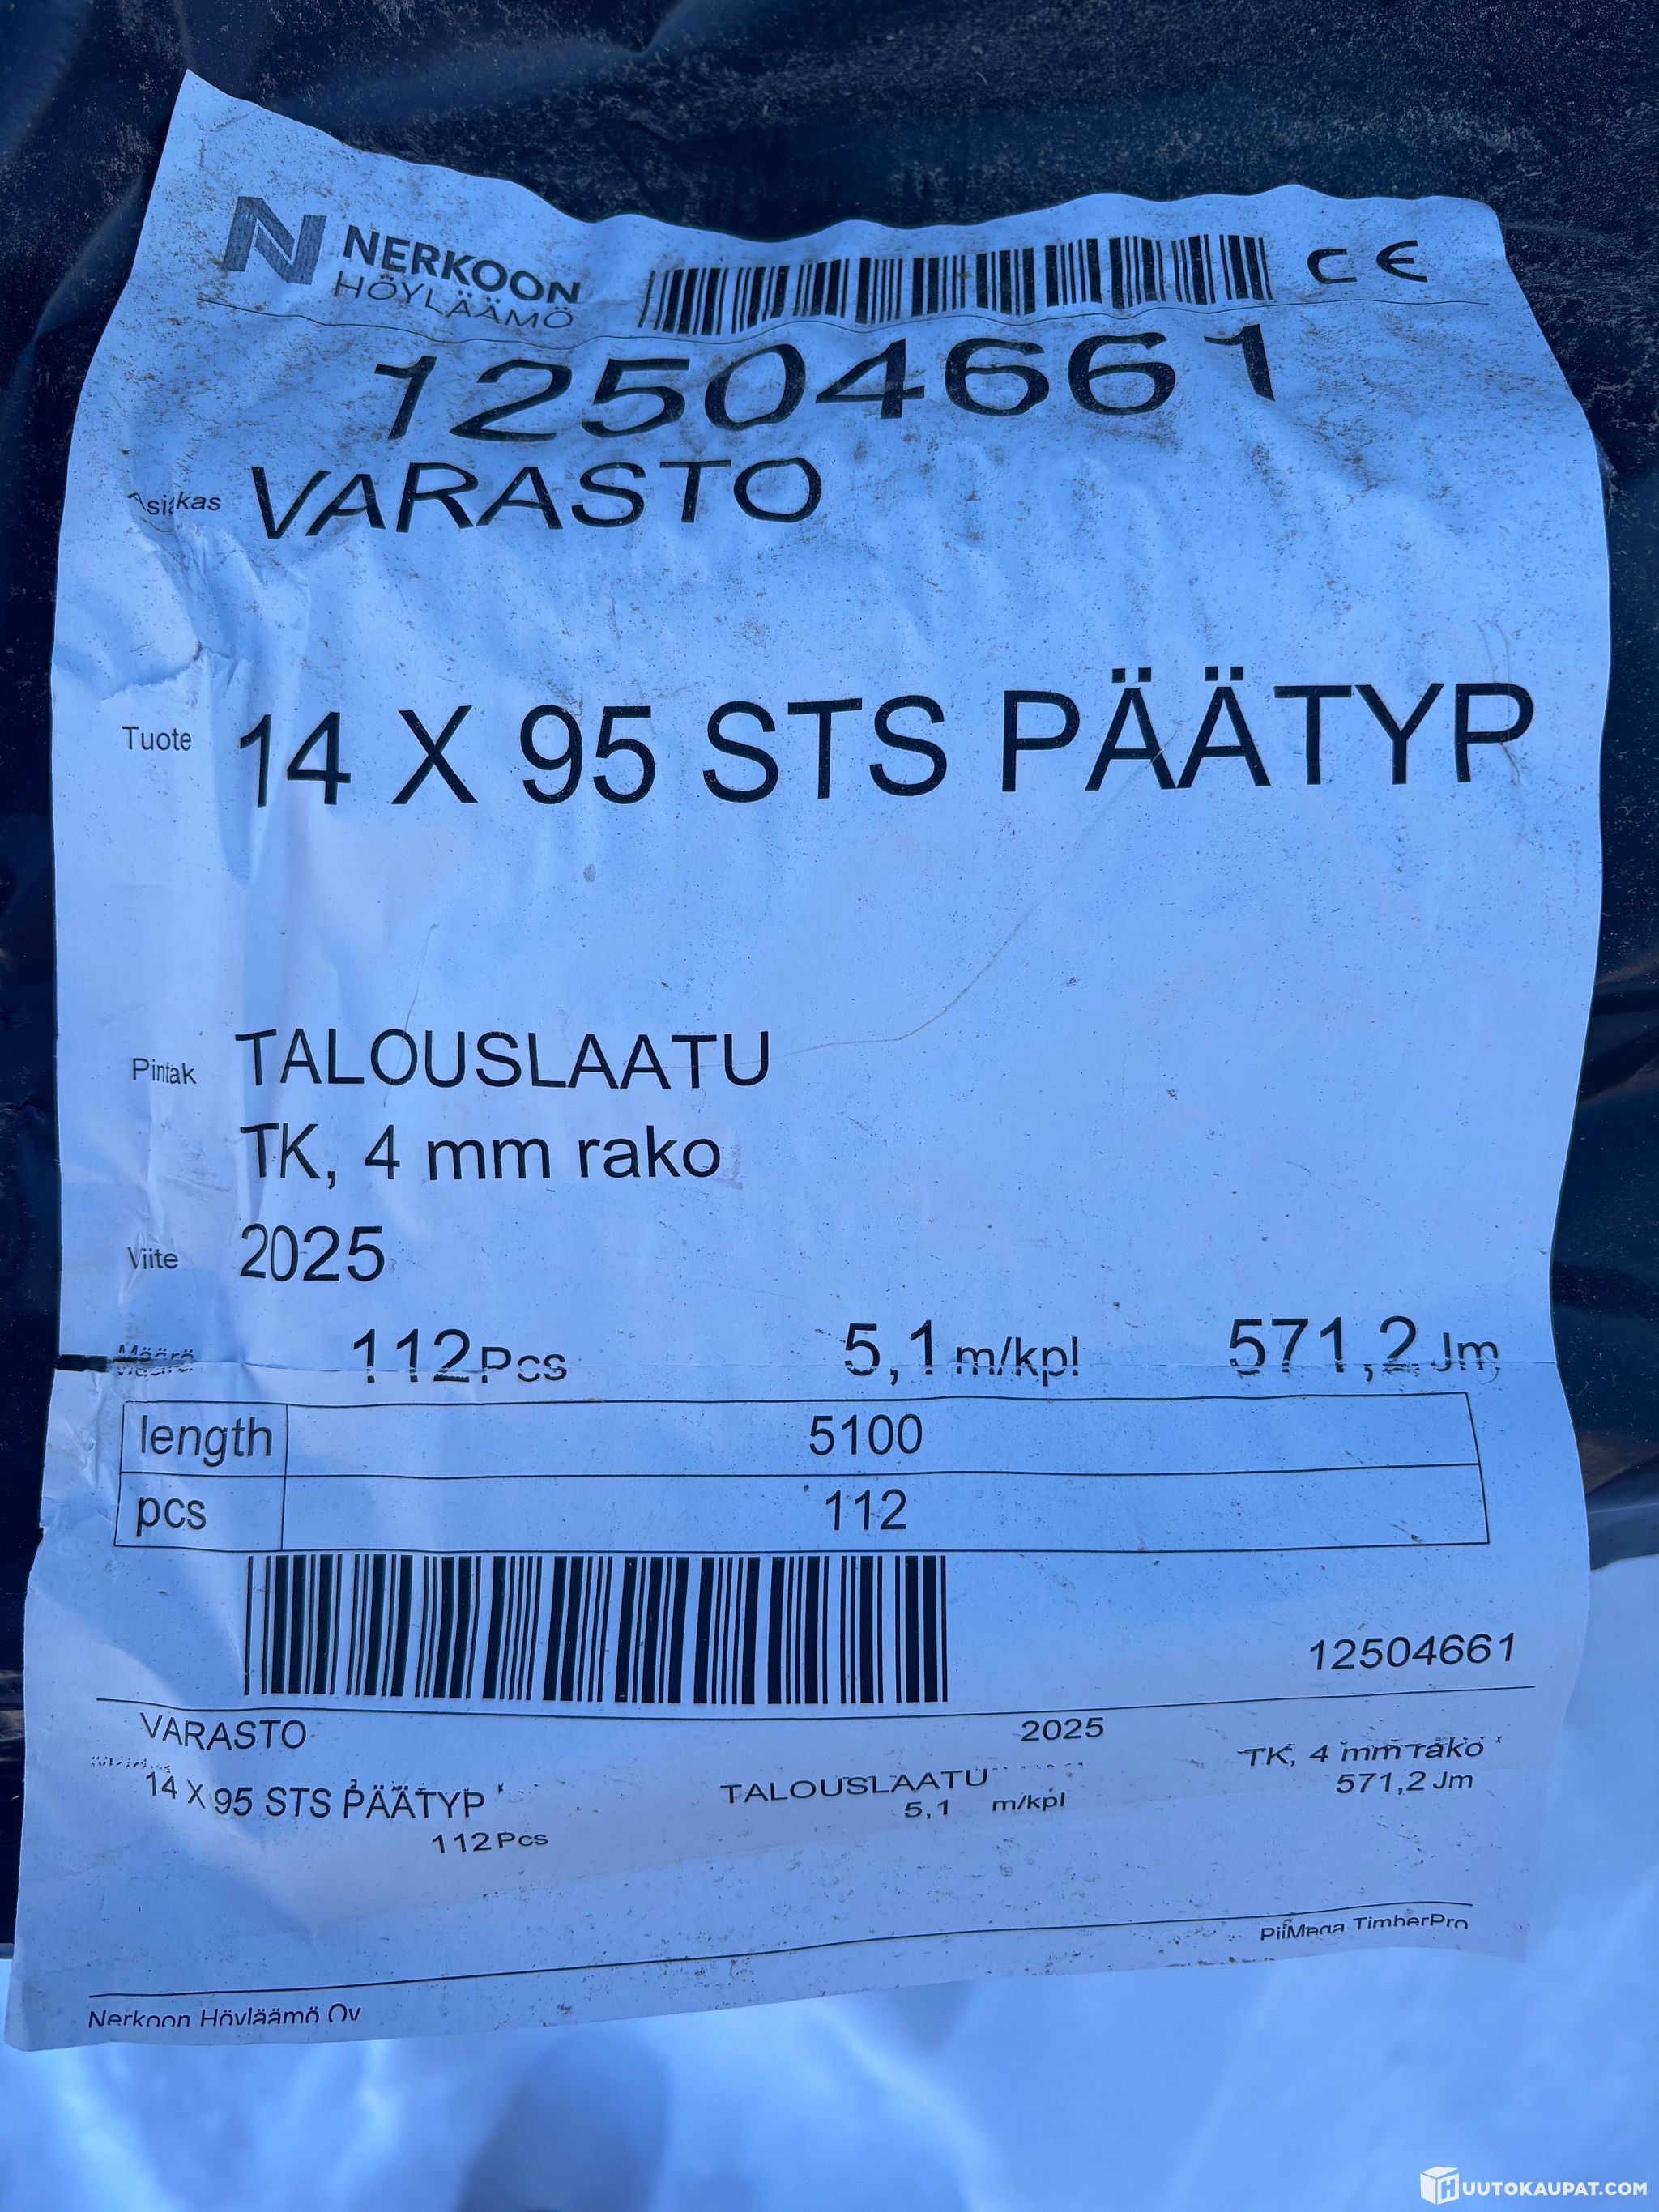 NERKOON
HÖYLÄÄMÖ
CE
12504661
Asiakas VARASTO
Tuote 14 X 95 STS PÄÄTYP
Pintak TALOUSLAATU
TK, 4 mm rako
Viite 2025
Määrä 112 Pcs 5,1 m/kpl 571,2 Jm
length 5100
pcs 112
12504661
VARASTO 2025 TK, 4 mm rako
14 X 95 STS PÄÄTYP TALOUSLAATU
112 Pcs 5,1 m/kpl 571,2 Jm
PiiMega TimberPro
Nerkoon Höyläämö Oy
HUUTOKAUPAT.COM